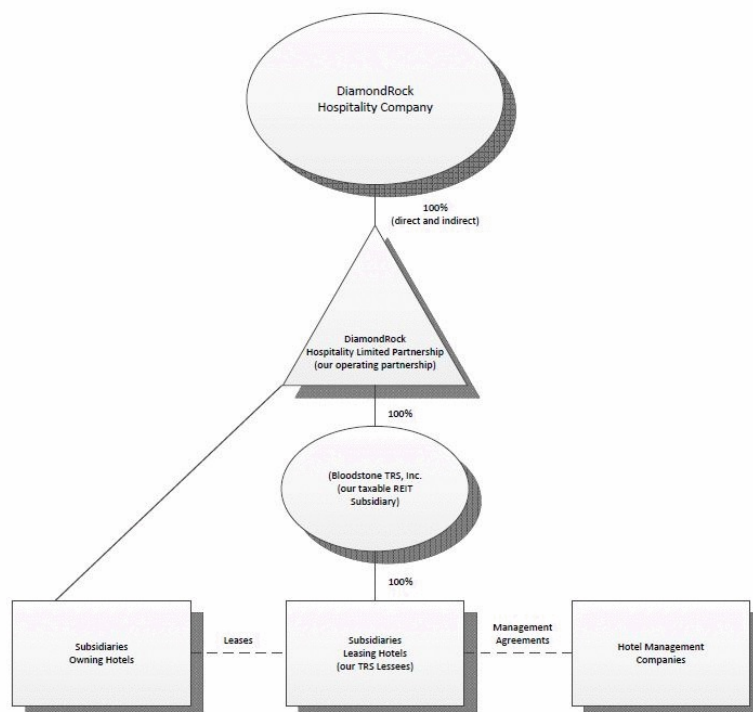 DiamondRock
Hospitality Company
100%
(direct and indirect)
DiamondRock
Hospitality Limited Partnership
(our operating partnership)
100%
(Bloodstone TRS, Inc.
(our taxable REIT
Subsidiary)
100%
Subsidiaries
Owning Hotels
Leases
Subsidiaries
Leasing Hotels
(our TRS Lessees)
Management
Agreements
Hotel Management
Companies